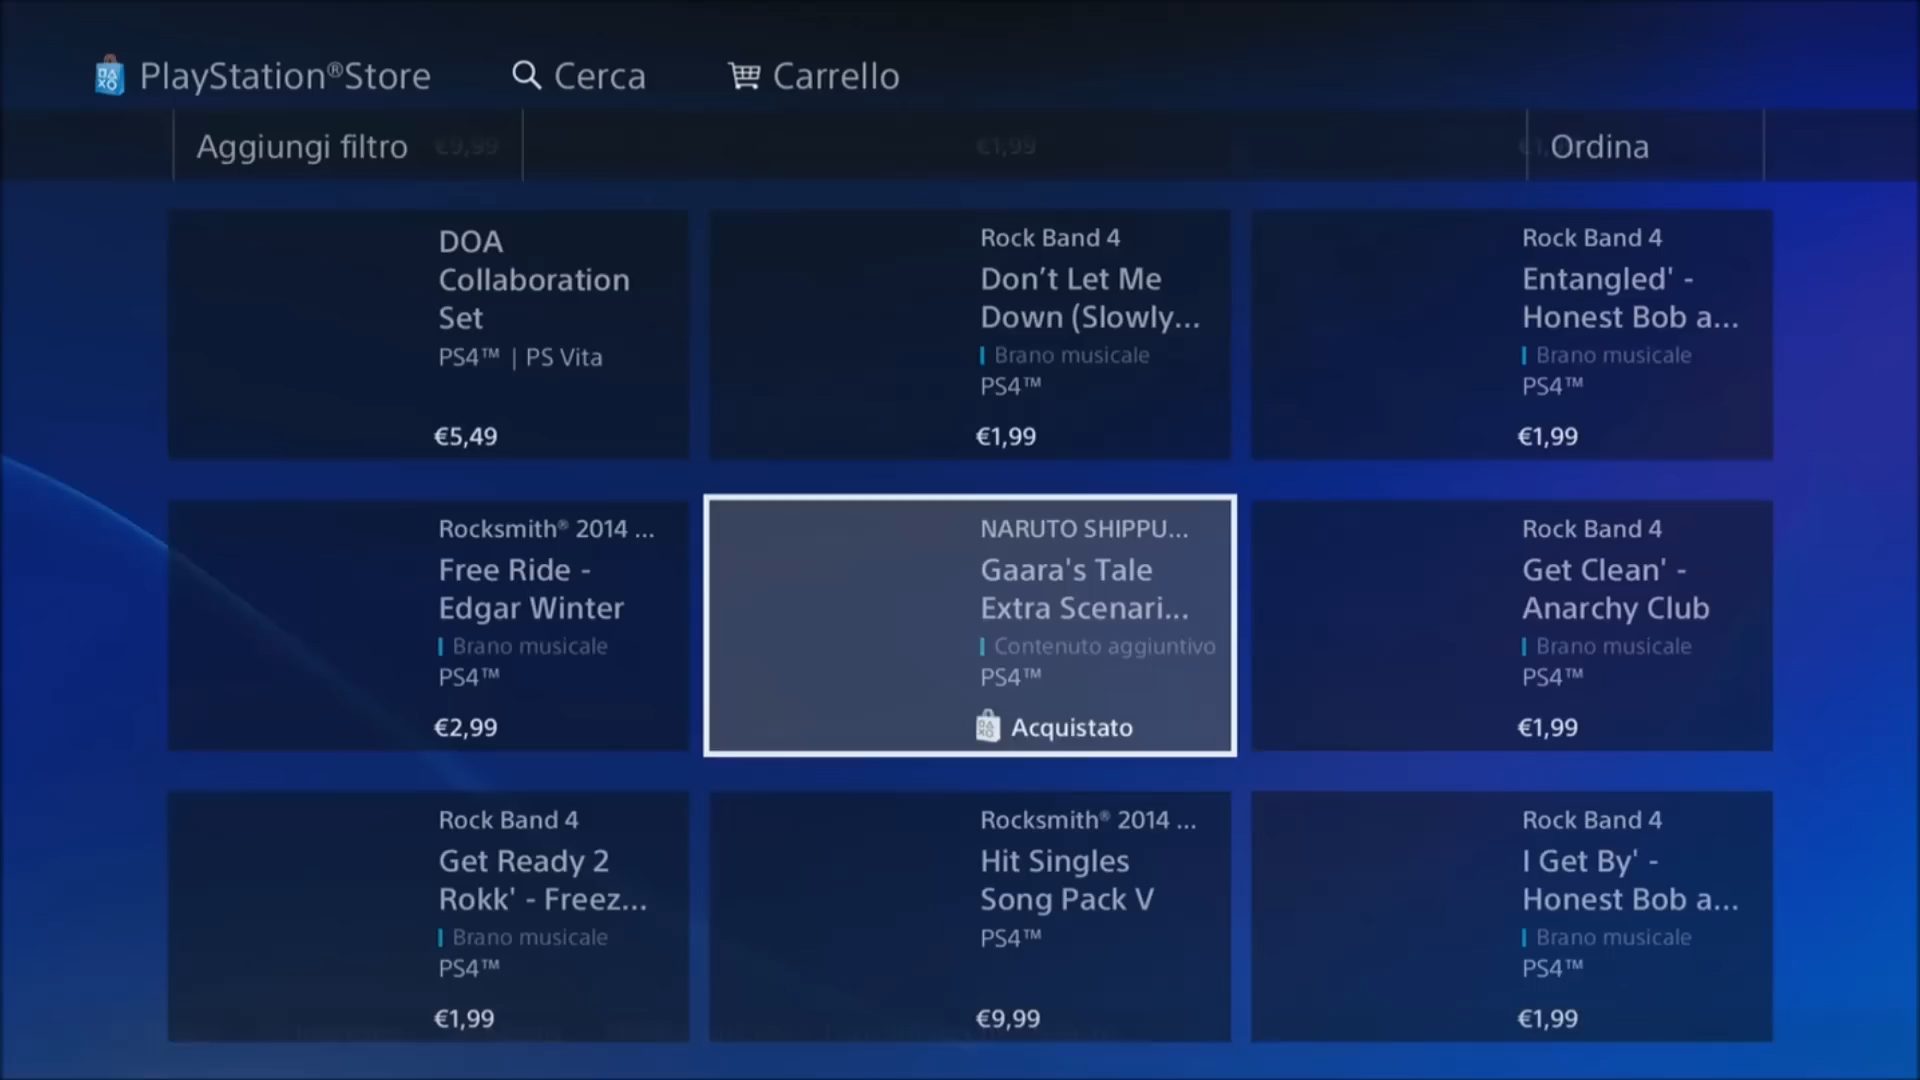 PlayStation®Store
Cerca
Carrello
Aggiungi filtro
€9,99
€1,99
Ordina
DOA
Collaboration
Set
PS4™ | PS Vita
€5,49
Rock Band 4
Don’t Let Me
Down (Slowly...
Brano musicale
PS4™
€1,99
Rock Band 4
Entangled' -
Honest Bob a...
Brano musicale
PS4™
€1,99
Rocksmith® 2014 ...
Free Ride -
Edgar Winter
Brano musicale
PS4™
€2,99
NARUTO SHIPPU...
Gaara's Tale
Extra Scenari...
Contenuto aggiuntivo
PS4™
Acquistato
Rock Band 4
Get Clean' -
Anarchy Club
Brano musicale
PS4™
€1,99
Rock Band 4
Get Ready 2
Rokk' - Freez...
Brano musicale
PS4™
€1,99
Rocksmith® 2014 ...
Hit Singles
Song Pack V
PS4™
€9,99
Rock Band 4
I Get By' -
Honest Bob a...
Brano musicale
PS4™
€1,99